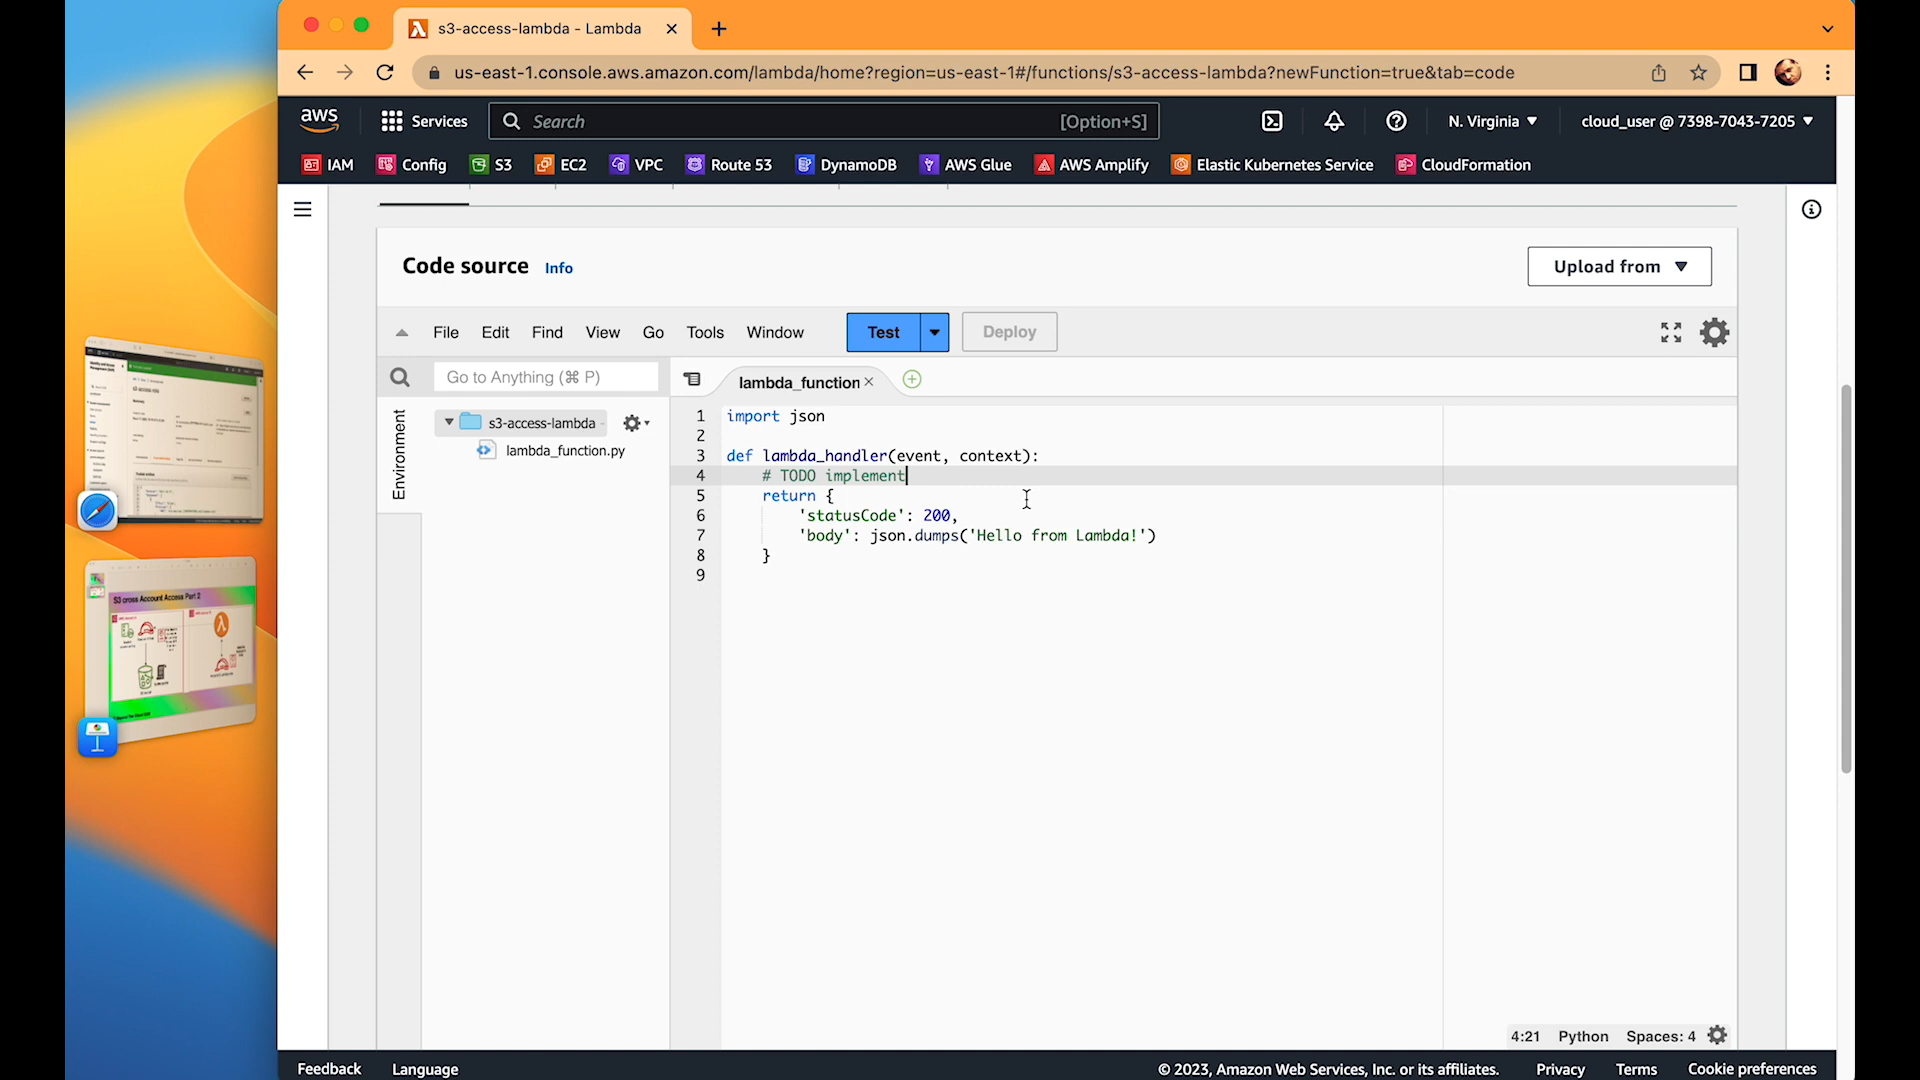 s3-access-lambda - Lambda
us-east-1.console.aws.amazon.com/lambda/home?region=us-east-1#/functions/s3-access-lambda?newFunction=true&tab=code
aws Services Search [Option+S] N. Virginia cloud_user @ 7398-7043-7205
IAM Config S3 EC2 VPC Route 53 DynamoDB AWS Glue AWS Amplify Elastic Kubernetes Service CloudFormation
Code source Info Upload from
File Edit Find View Go Tools Window Test Deploy
Go to Anything (⌘ P) lambda_function
Environment
s3-access-lambda -
lambda_function.py
1 import json
2
3 def lambda_handler(event, context):
4 # TODO implement
5 return {
6 'statusCode': 200,
7 'body': json.dumps('Hello from Lambda!')
8 }
9
S3 cross Account Access Part 2
4:21 Python Spaces: 4
Feedback Language © 2023, Amazon Web Services, Inc. or its affiliates. Privacy Terms Cookie preferences